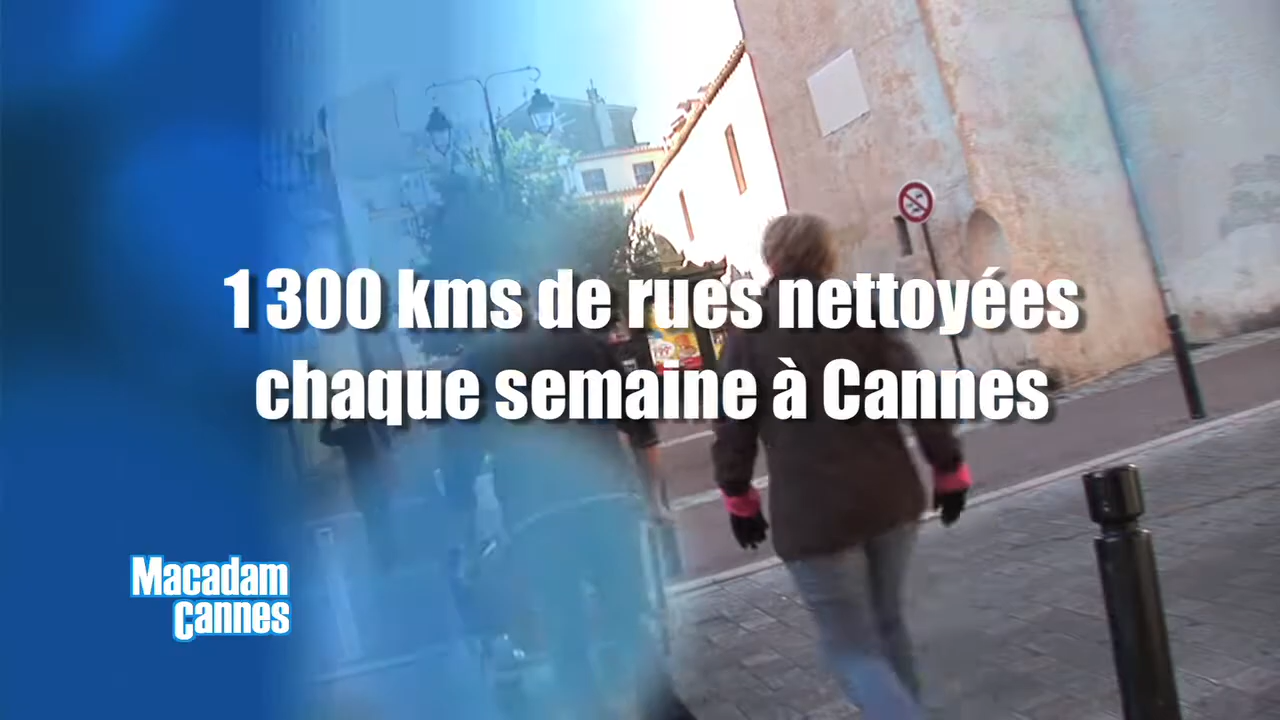 1 300 kms de rues nettoyées
chaque semaine à Cannes
Macadam
Cannes